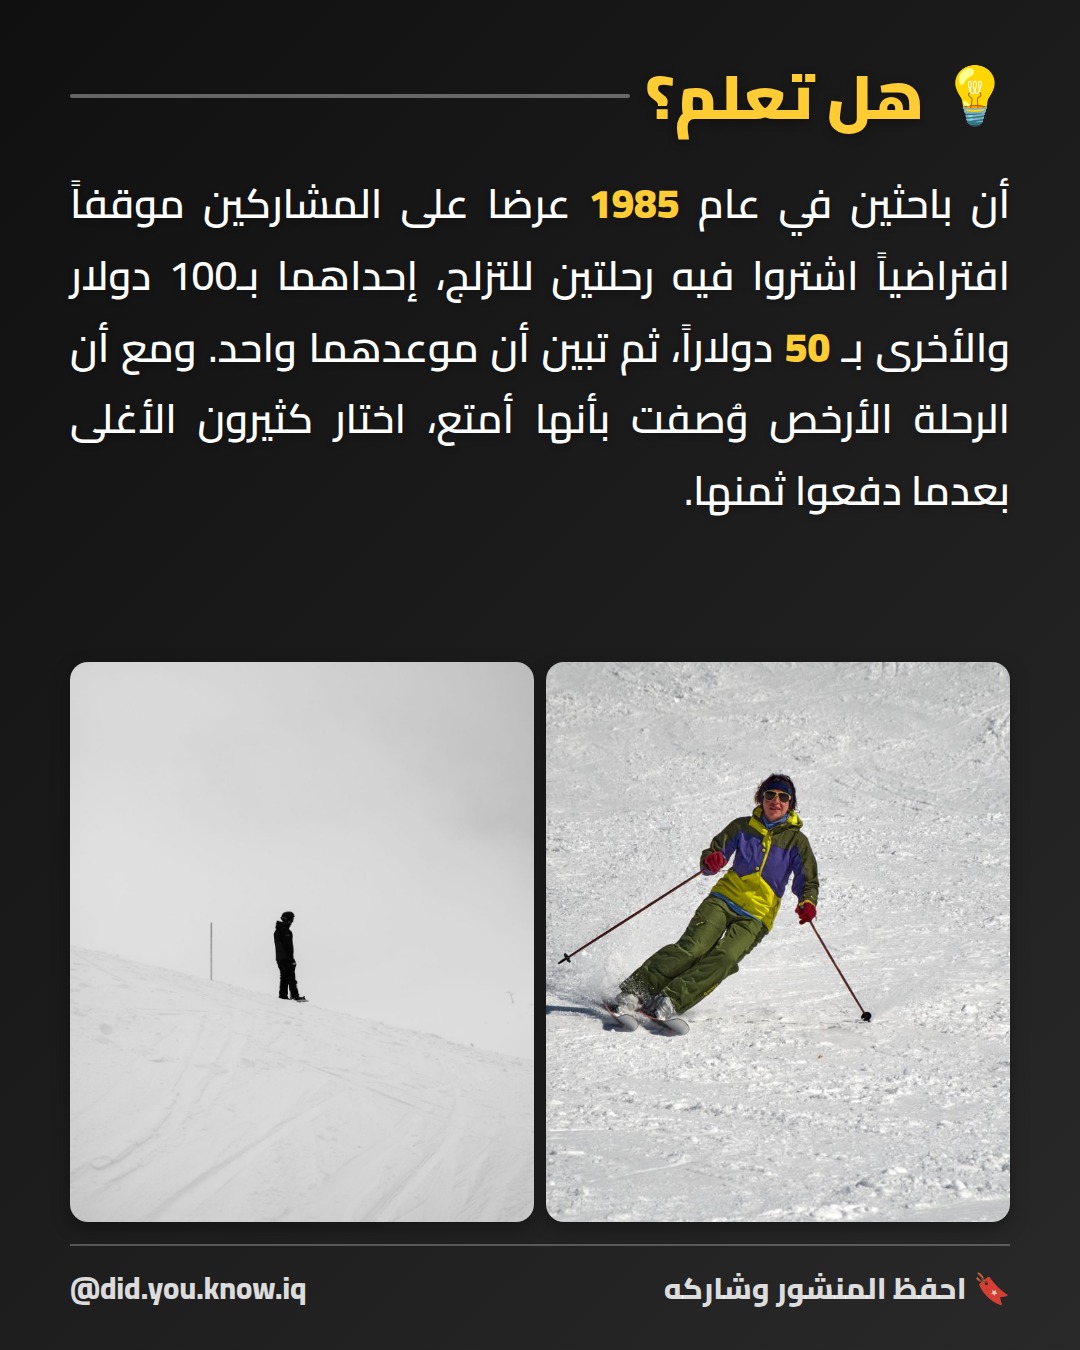 هل تعلم؟
أن باحثين في عام 1985 عرضا على المشاركين موقفاً
افتراضياً اشتروا فيه رحلتين للتزلج، إحداهما بـ100 دولار
والأخرى بـ 50 دولاراً، ثم تبين أن موعدهما واحد. ومع أن
الرحلة الأرخص وُصفت بأنها أمتع، اختار كثيرون الأغلى
بعدما دفعوا ثمنها.
احفظ المنشور وشاركه
@did.you.know.iq